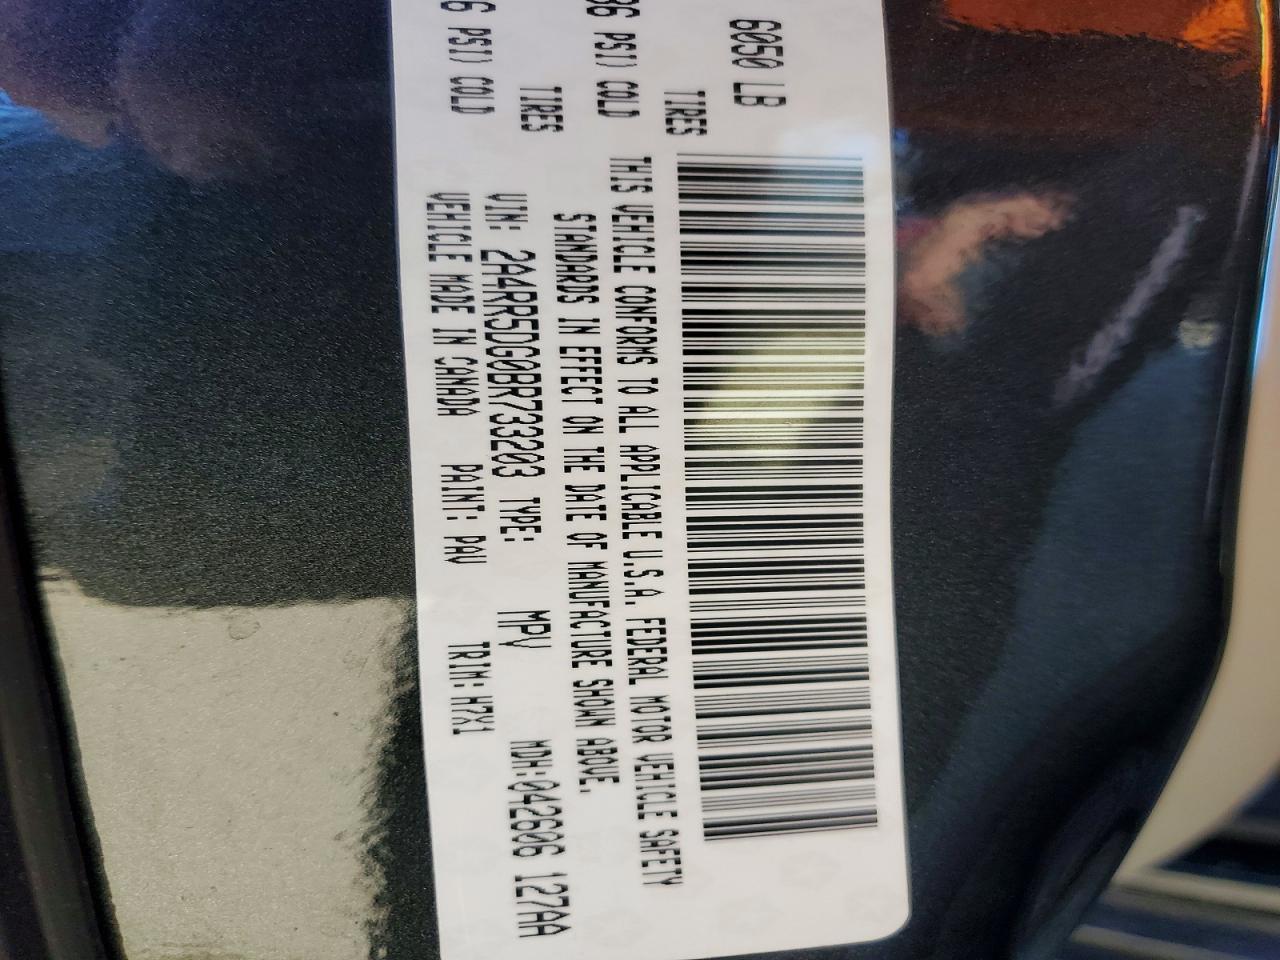 6050 LB
TIRES
36 PSI) COLD
TIRES
6 PSI) COLD
THIS VEHICLE CONFORMS TO ALL APPLICABLE U.S.A. FEDERAL MOTOR VEHICLE SAFETY
STANDARDS IN EFFECT ON THE DATE OF MANUFACTURE SHOWN ABOVE.
VIN: 2A4RR5DG0BR733203 TYPE: MPV MDH:042606 127AA
VEHICLE MADE IN CANADA PAINT: PAV TRIM:H2X1